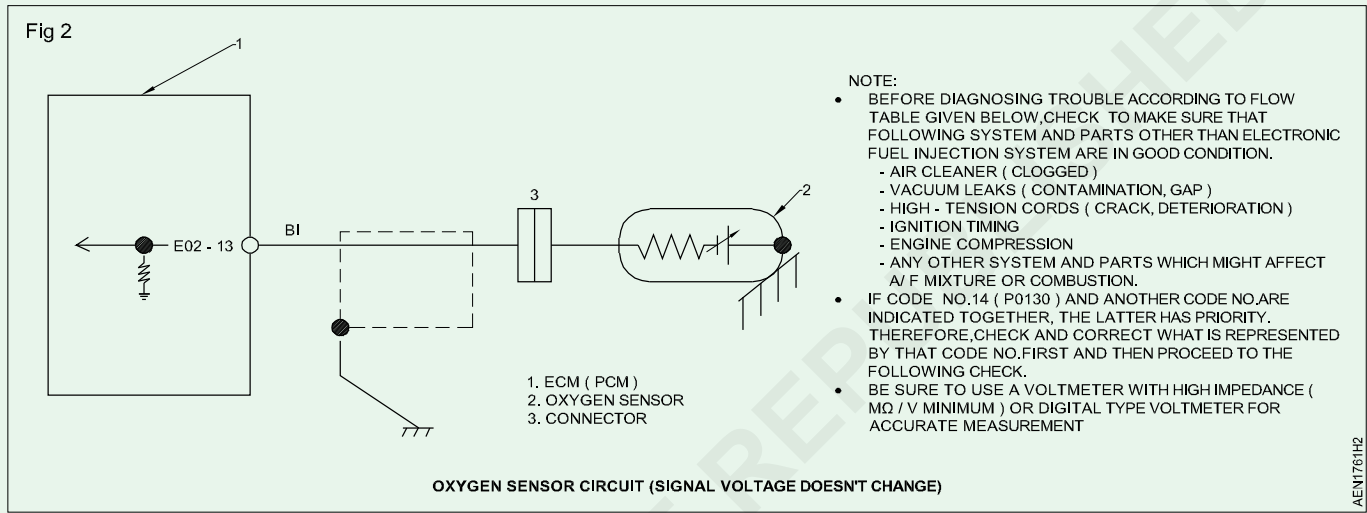 Fig 2
1
E02 - 13
BI
3
2
1. ECM ( PCM )
2. OXYGEN SENSOR
3. CONNECTOR
NOTE:
• BEFORE DIAGNOSING TROUBLE ACCORDING TO FLOW
TABLE GIVEN BELOW,CHECK TO MAKE SURE THAT
FOLLOWING SYSTEM AND PARTS OTHER THAN ELECTRONIC
FUEL INJECTION SYSTEM ARE IN GOOD CONDITION.
- AIR CLEANER ( CLOGGED )
- VACUUM LEAKS ( CONTAMINATION, GAP )
- HIGH - TENSION CORDS ( CRACK, DETERIORATION )
- IGNITION TIMING
- ENGINE COMPRESSION
- ANY OTHER SYSTEM AND PARTS WHICH MIGHT AFFECT
A/ F MIXTURE OR COMBUSTION.
• IF CODE NO.14 ( P0130 ) AND ANOTHER CODE NO.ARE
INDICATED TOGETHER, THE LATTER HAS PRIORITY.
THEREFORE,CHECK AND CORRECT WHAT IS REPRESENTED
BY THAT CODE NO.FIRST AND THEN PROCEED TO THE
FOLLOWING CHECK.
• BE SURE TO USE A VOLTMETER WITH HIGH IMPEDANCE (
MΩ / V MINIMUM ) OR DIGITAL TYPE VOLTMETER FOR
ACCURATE MEASUREMENT
OXYGEN SENSOR CIRCUIT (SIGNAL VOLTAGE DOESN'T CHANGE)
AEN1761H2